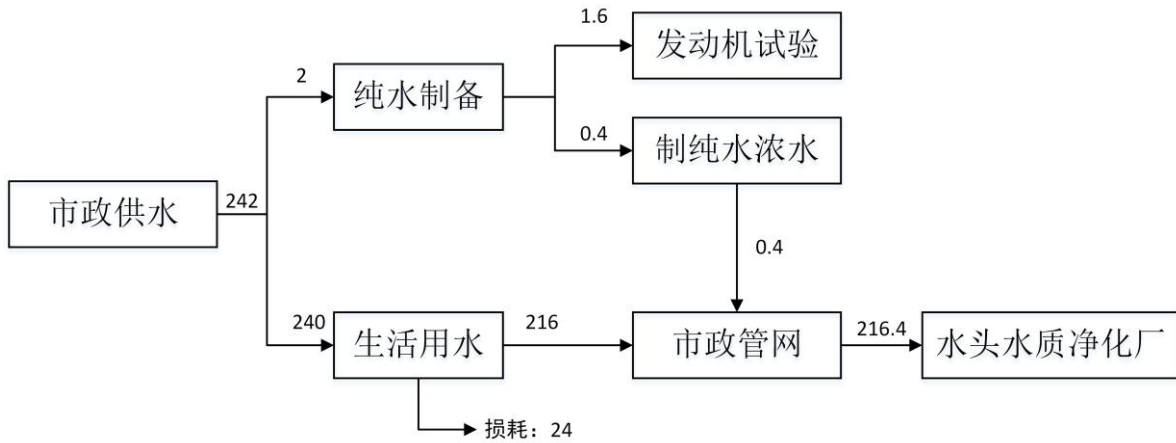 1.6
发动机试验
2
纯水制备
0.4
制纯水浓水
市政供水
242
0.4
240
生活用水
216
市政管网
216.4
水头水质净化厂
损耗：24